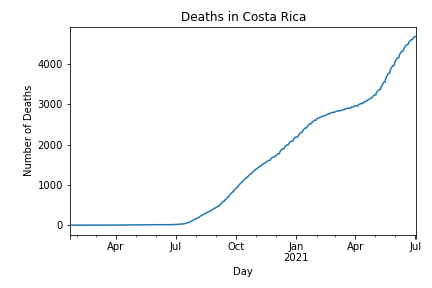 Deaths in Costa Rica
Number of Deaths
4000
3000
2000
1000
0
Apr Jul Oct Jan Apr Jul
2021
Day